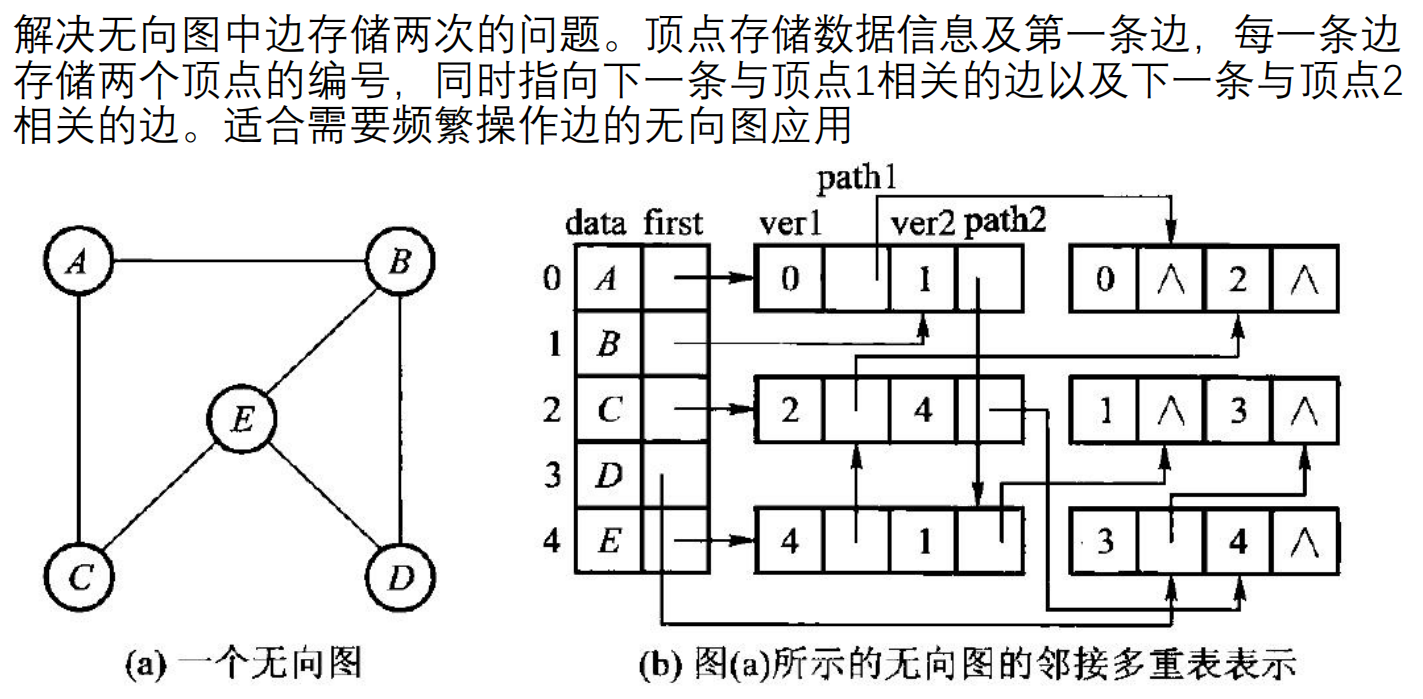 解决无向图中边存储两次的问题。顶点存储数据信息及第一条边，每一条边
存储两个顶点的编号，同时指向下一条与顶点1相关的边以及下一条与顶点2
相关的边。适合需要频繁操作边的无向图应用
A
B
E
C
D
(a) 一个无向图
path1
data first ver1 ver2 path2
0 A 0 1 0 ∧ 2 ∧
1 B
2 C 2 4 1 ∧ 3 ∧
3 D
4 E 4 1 3 4 ∧
(b) 图(a)所示的无向图的邻接多重表表示